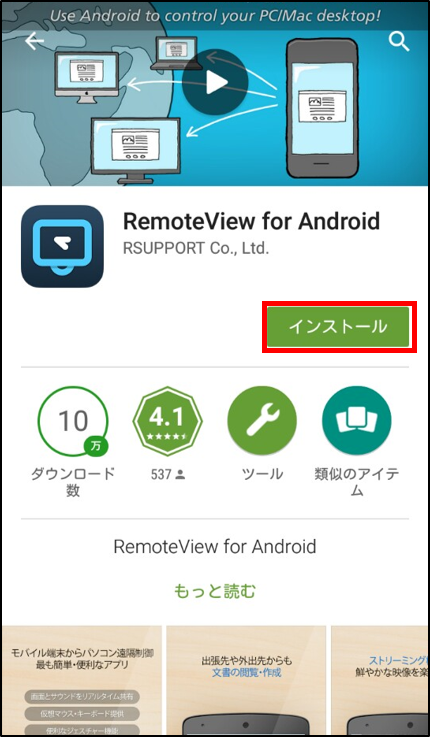 Use Android to control your PC/Mac desktop!
RemoteView for Android
RSUPPORT Co., Ltd.
インストール
10
万
ダウンロード
数
4.1
537
ツール
類似のアイテ
ム
RemoteView for Android
もっと読む
モバイル端末からパソコン遠隔制御
最も簡単・便利なアプリ
画面とサウンドをリアルタイム共有
仮想マウス・キーボード提供
便利なジェスチャー機能
出張先や外出先からも
文書の閲覧・作成
ストリーミング
鮮やかな映像を楽